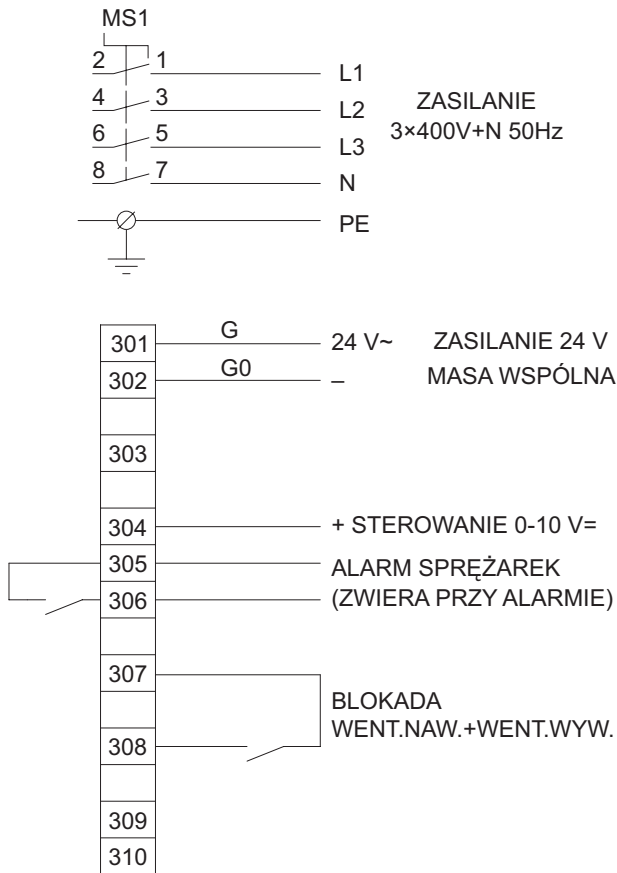 MS1
2 1 L1
4 3 L2 ZASILANIE
6 5 L3 3×400V+N 50Hz
8 7 N
PE
301 G 24 V~ ZASILANIE 24 V
302 G0 – MASA WSPÓLNA
303
304 + STEROWANIE 0-10 V=
305 ALARM SPRĘŻAREK
306 (ZWIERA PRZY ALARMIE)
307
BLOKADA
WENT.NAW.+WENT.WYW.
308
309
310